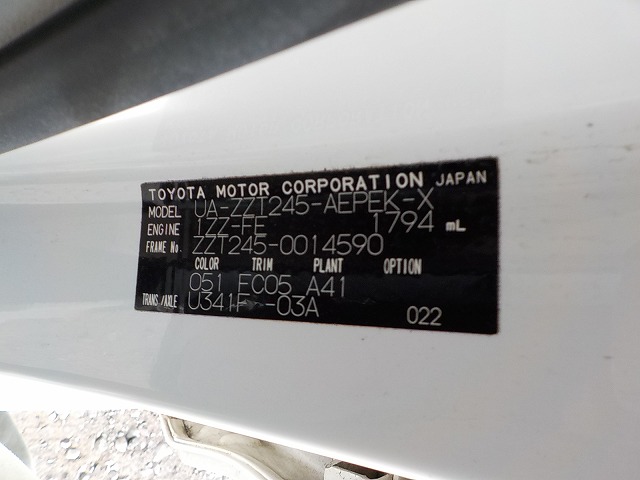 TOYOTA MOTOR CORPORATION JAPAN
MODEL UA-ZZT245-AEPEK-X
ENGINE 1ZZ-FE 1794 mL
FRAME No. ZZT245-0014590
COLOR TRIM PLANT OPTION
051 EC05 A41
TRANS/AXLE U341F -03A
022